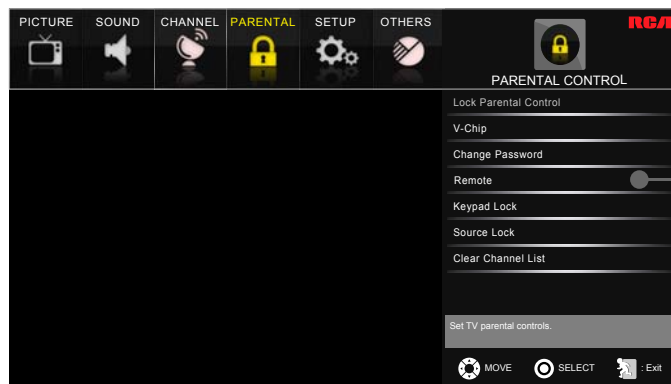 PICTURE SOUND CHANNEL PARENTAL SETUP OTHERS
RCA
PARENTAL CONTROL
Lock Parental Control
V-Chip
Change Password
Remote
Keypad Lock
Source Lock
Clear Channel List
Set TV parental controls.
MOVE SELECT : Exit